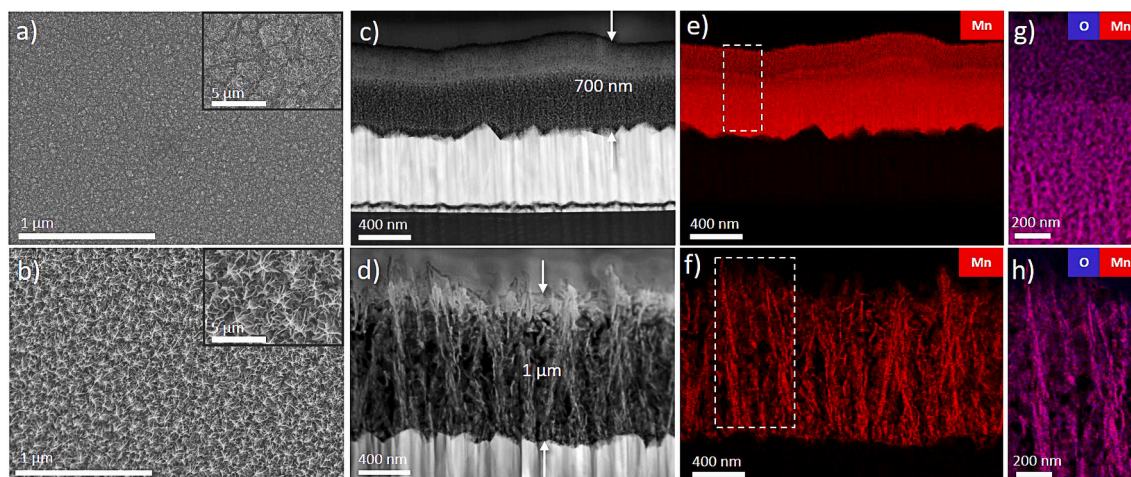 a)
5 µm
1 µm
c)
700 nm
400 nm
e)
Mn
400 nm
g)
O Mn
200 nm
b)
5 µm
1 µm
d)
1 µm
400 nm
f)
Mn
400 nm
h)
O Mn
200 nm